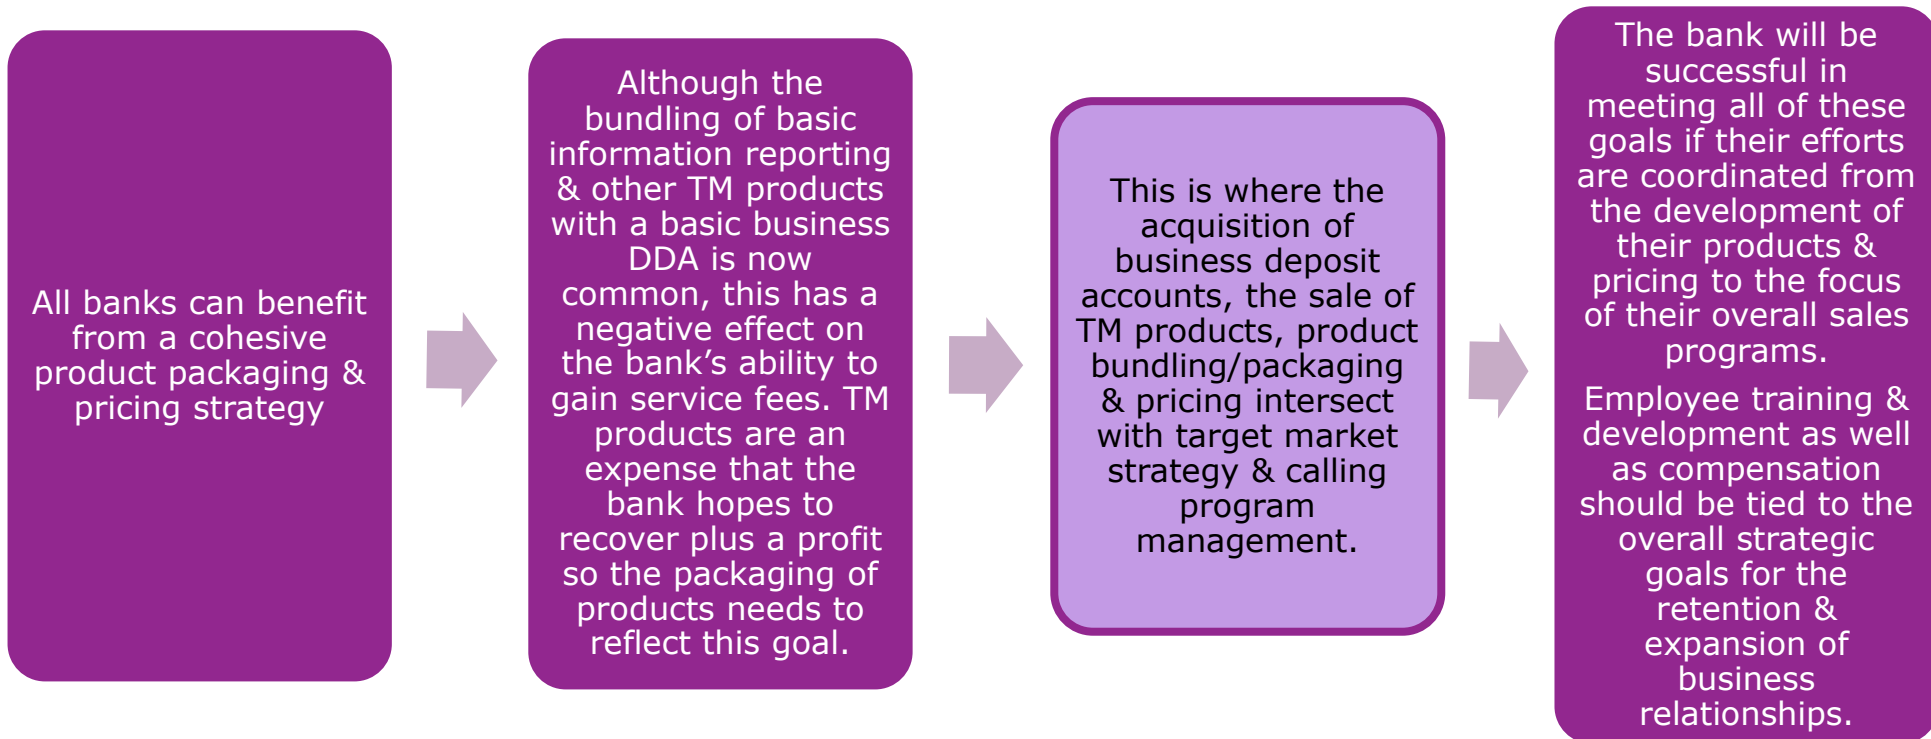 All banks can benefit
from a cohesive
product packaging &
pricing strategy
Although the
bundling of basic
information reporting
& other TM products
with a basic business
DDA is now
common, this has a
negative effect on
the bank’s ability to
gain service fees. TM
products are an
expense that the
bank hopes to
recover plus a profit
so the packaging of
products needs to
reflect this goal.
This is where the
acquisition of
business deposit
accounts, the sale of
TM products, product
bundling/packaging
& pricing intersect
with target market
strategy & calling
program
management.
The bank will be
successful in
meeting all of these
goals if their efforts
are coordinated from
the development of
their products &
pricing to the focus
of their overall sales
programs.
Employee training &
development as well
as compensation
should be tied to the
overall strategic
goals for the
retention &
expansion of
business
relationships.